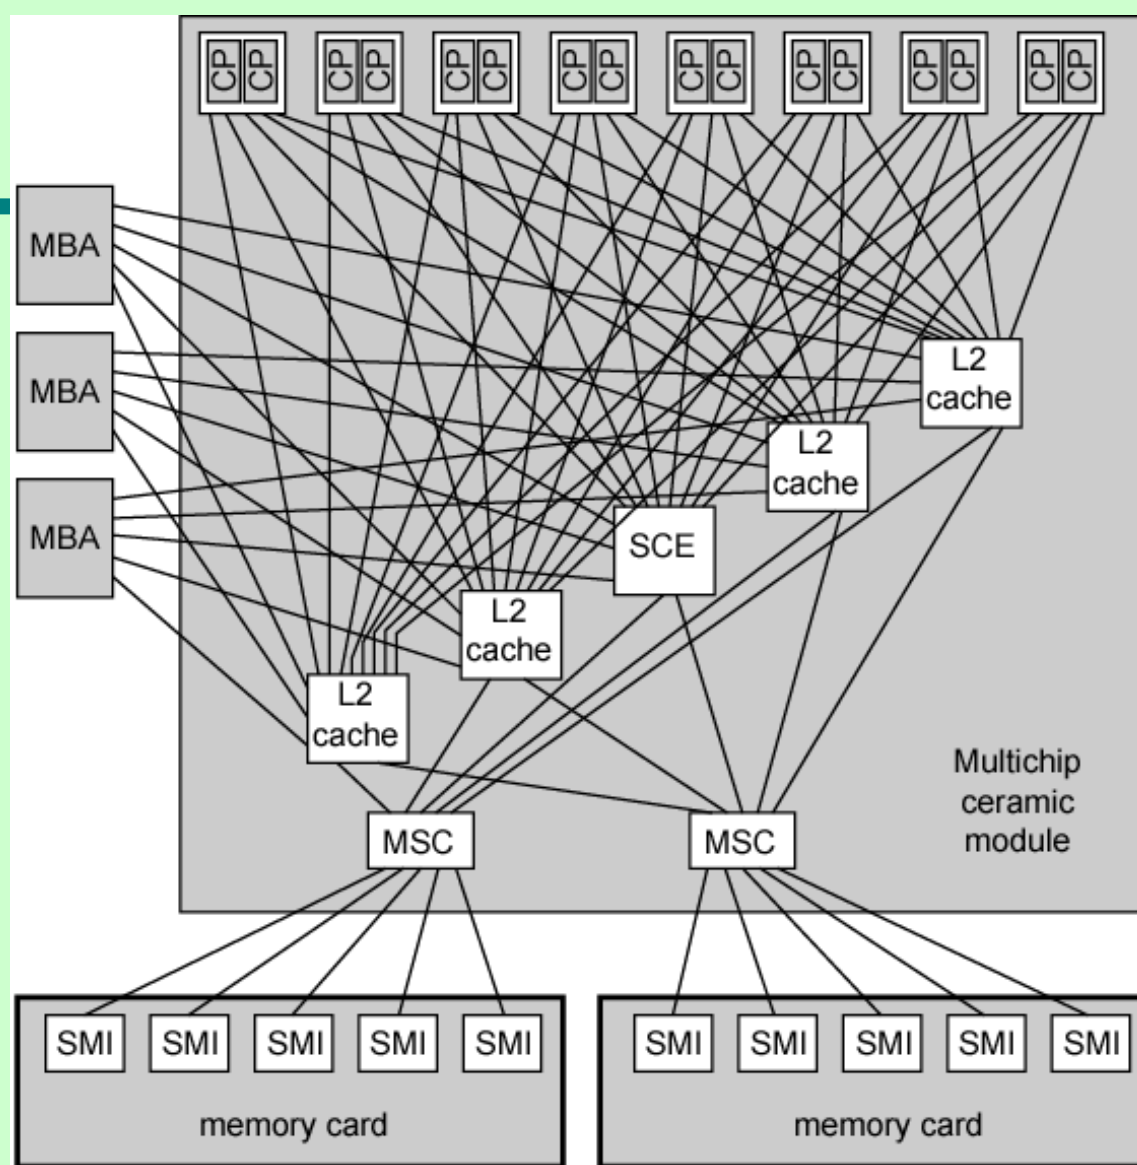 CP CP CP CP CP CP CP CP CP CP CP CP CP CP CP CP
MBA
MBA
MBA
L2
cache
L2
cache
SCE
L2
cache
L2
cache
Multichip
ceramic
module
MSC MSC
SMI SMI SMI SMI SMI SMI SMI SMI SMI SMI
memory card memory card